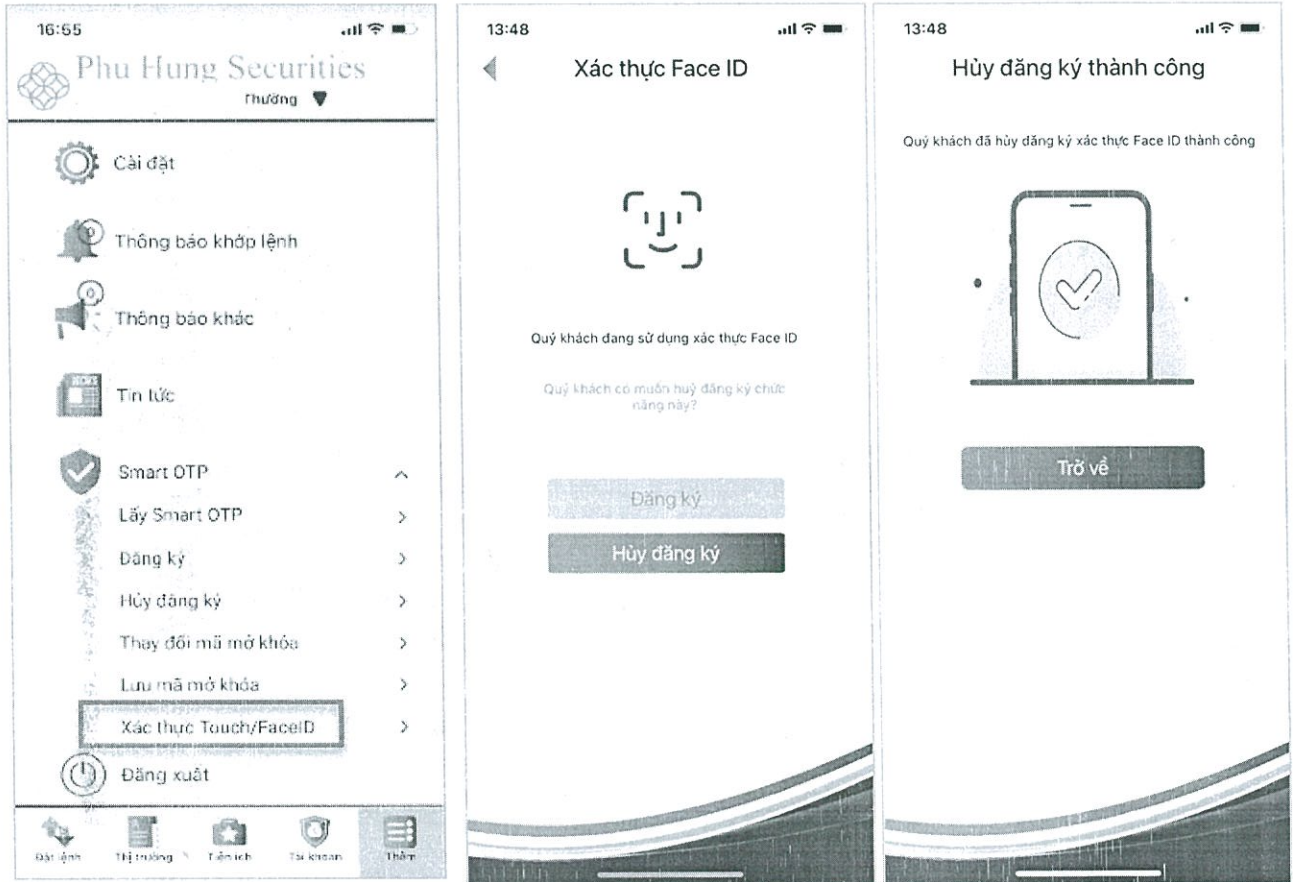 16:55
Phu Hung Securities
Thường
Cài đặt
0
Thông báo khớp lệnh
0
Thông báo khác
NEWS
Tin tức
Smart OTP
Lấy Smart OTP
Đăng ký
Hủy đăng ký
Thay đổi mã mở khóa
Lưu mã mở khóa
Xác thực Touch/FaceID
Đăng xuất
Đặt lệnh
Thị trường
Tiện ích
Tài khoản
Thêm
13:48
Xác thực Face ID
Quý khách đang sử dụng xác thực Face ID
Quý khách có muốn huỷ đăng ký chức
năng này?
Đăng ký
Hủy đăng ký
13:48
Hủy đăng ký thành công
Quý khách đã hủy đăng ký xác thực Face ID thành công
Trở về